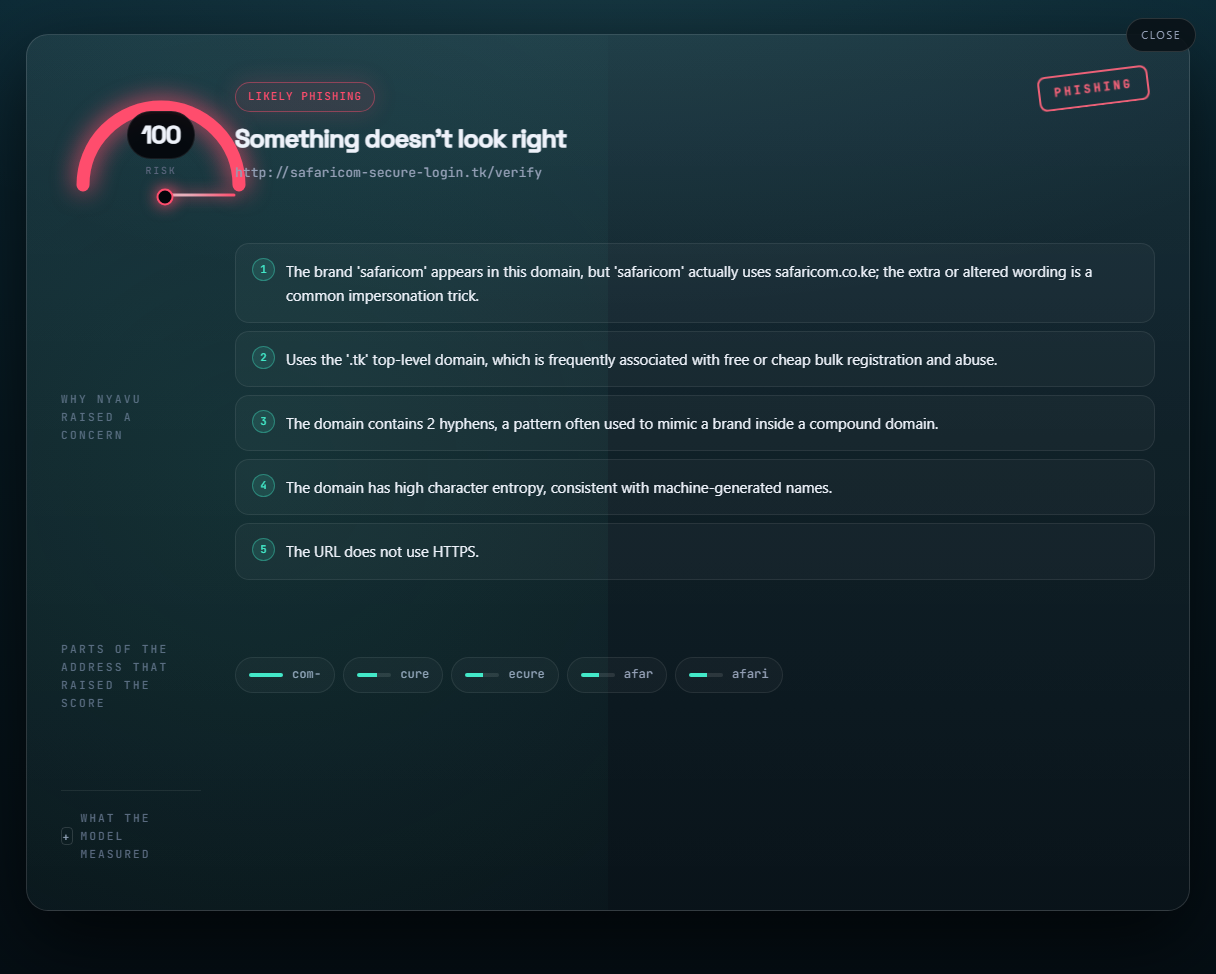 CLOSE
PHISHING
LIKELY PHISHING
100
RISK
Something doesn't look right
http://safaricom-secure-login.tk/verify
WHY NYAVU
RAISED A
CONCERN
1
The brand 'safaricom' appears in this domain, but 'safaricom' actually uses safaricom.co.ke; the extra or altered wording is a
common impersonation trick.
2
Uses the '.tk' top-level domain, which is frequently associated with free or cheap bulk registration and abuse.
3
The domain contains 2 hyphens, a pattern often used to mimic a brand inside a compound domain.
4
The domain has high character entropy, consistent with machine-generated names.
5
The URL does not use HTTPS.
PARTS OF THE
ADDRESS THAT
RAISED THE
SCORE
com-
cure
ecure
afar
afari
+
WHAT THE
MODEL
MEASURED